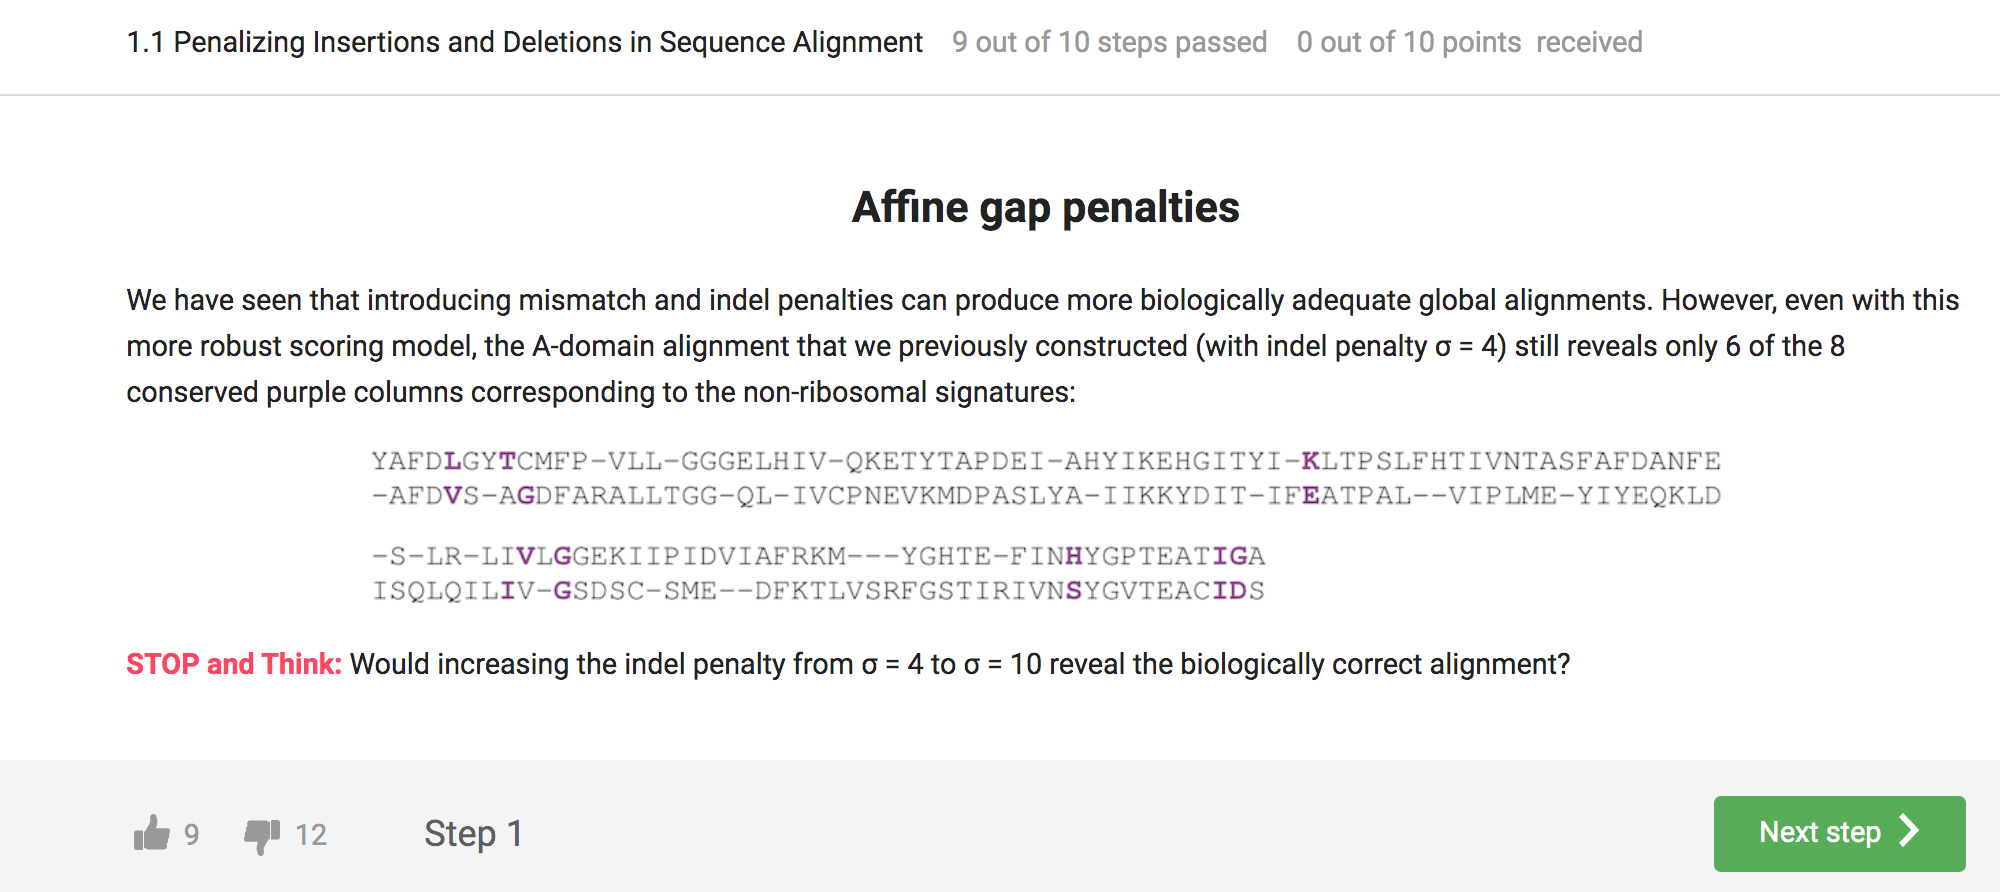 1.1 Penalizing Insertions and Deletions in Sequence Alignment 9 out of 10 steps passed 0 out of 10 points received
Affine gap penalties
We have seen that introducing mismatch and indel penalties can produce more biologically adequate global alignments. However, even with this
more robust scoring model, the A-domain alignment that we previously constructed (with indel penalty σ = 4) still reveals only 6 of the 8
conserved purple columns corresponding to the non-ribosomal signatures:
YAFDLGYTCMFP-VLL-GGGELHIV-QKETYTAPDEI-AHYIKEHGITYI-KLTPSLFHTIVNTASFAFDANFE
-AFDVS-AGDFARALLTGG-QL-IVCPNEVKMDPASLYA-IIKKYDIT-IFEATPAL--VIPLME-YIYEQKLD
-S-LR-LIVLGGEKIIPIDVIAFRKM---YGHTE-FINHYGPTEATIGA
ISQLQILIV-GSDSC-SME--DFKTLVSRFGSTIRIVNSYGVTEACIDS
STOP and Think: Would increasing the indel penalty from σ = 4 to σ = 10 reveal the biologically correct alignment?
9 12 Step 1 Next step